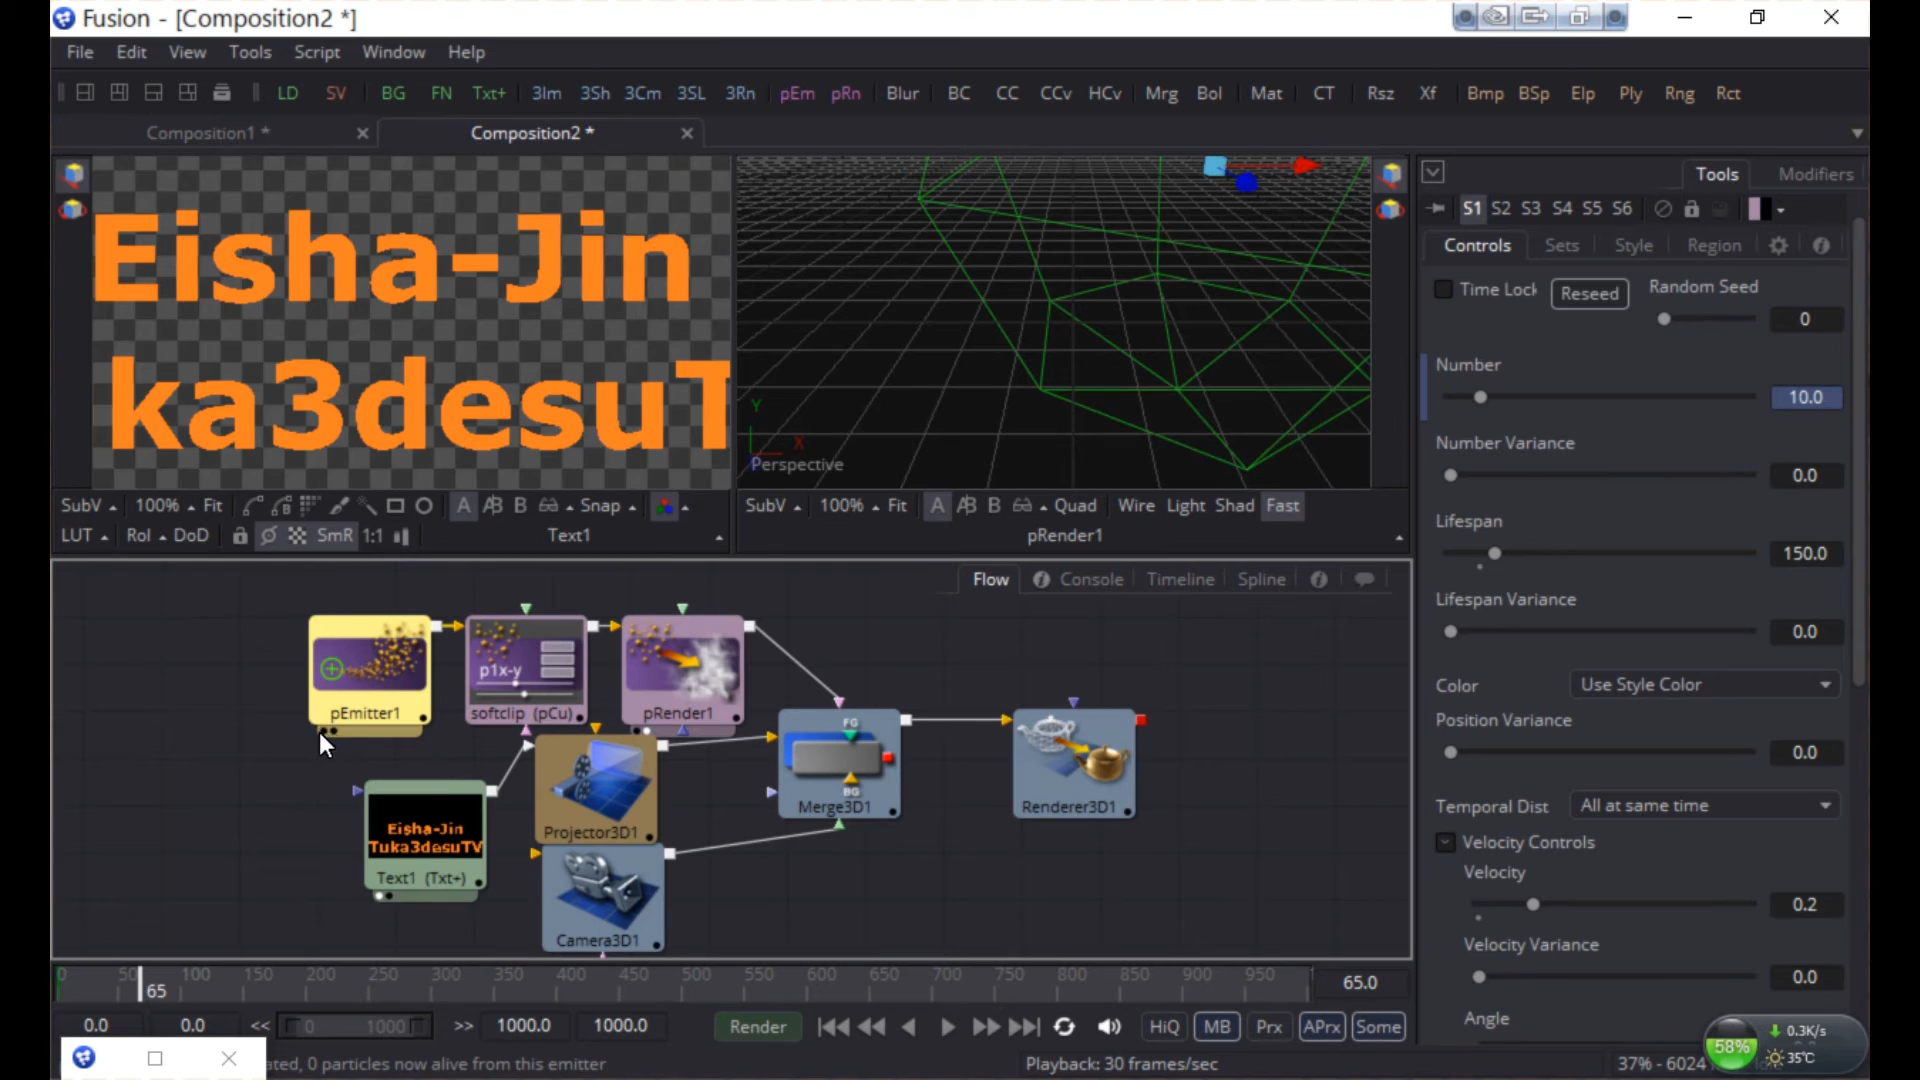 Fusion - [Composition2 *]
File Edit View Tools Script Window Help
LD SV BG FN Txt+ 3Im 3Sh 3Cm 3SL 3Rn pEm pRn Blur BC CC CCv HCv Mrg Bol Mat CT Rsz Xf Bmp BSp Elp Ply Rng Rct
Composition1 * Composition2 *
Eisha-Jin
ka3desuT
Y
X
Perspective
SubV 100% Fit A B Snap
LUT RoI DoD SmR 1:1 Text1
SubV 100% Fit A B Quad Wire Light Shad Fast
pRender1
Flow Console Timeline Spline
pEmitter1
p1x-y
softclip (pCu)
pRender1
FG
BG
Merge3D1
Renderer3D1
Projector3D1
Eisha-Jin
Tuka3desuTV
Text1 (Txt+)
Camera3D1
0 50 100 150 200 250 300 350 400 450 500 550 600 650 700 750 800 850 900 950
65
65.0
0.0 0.0 << 0 1000 >> 1000.0 1000.0 Render HiQ MB Prx APrx Some
ated, 0 particles now alive from this emitter
Playback: 30 frames/sec
37% - 6024
Tools Modifiers
S1 S2 S3 S4 S5 S6
Controls Sets Style Region
Time Lock Reseed Random Seed
0
Number
10.0
Number Variance
0.0
Lifespan
150.0
Lifespan Variance
0.0
Color Use Style Color
Position Variance
0.0
Temporal Dist All at same time
Velocity Controls
Velocity
0.2
Velocity Variance
0.0
Angle
58%
0.3K/s
35℃